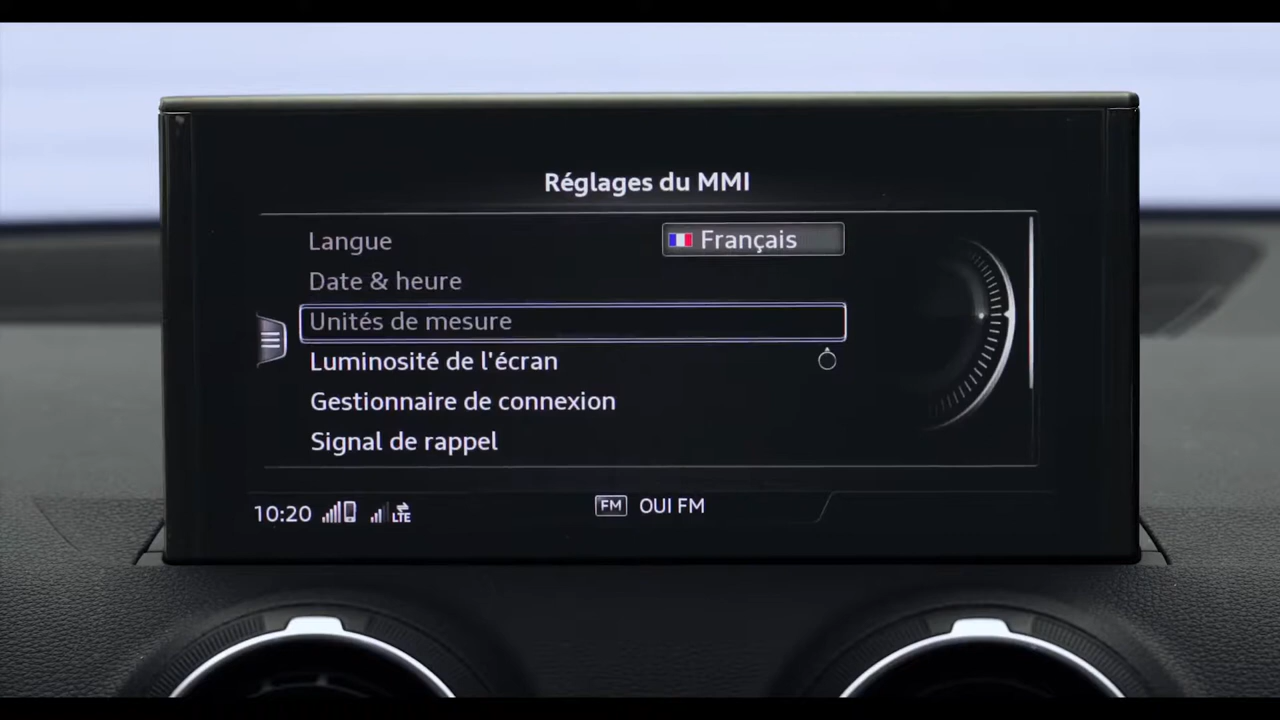 Réglages du MMI
Langue Français
Date & heure
Unités de mesure
Luminosité de l'écran
Gestionnaire de connexion
Signal de rappel
10:20 LTE FM OUI FM